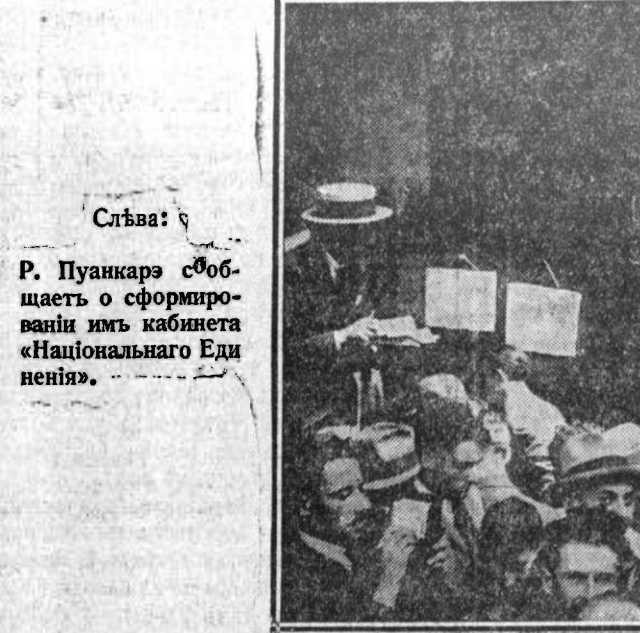 Слѣва:
Р. Пуанкарэ сооб-
щаетъ о сформиро-
ваніи имъ кабинета
«Національнаго Еди
ненія».